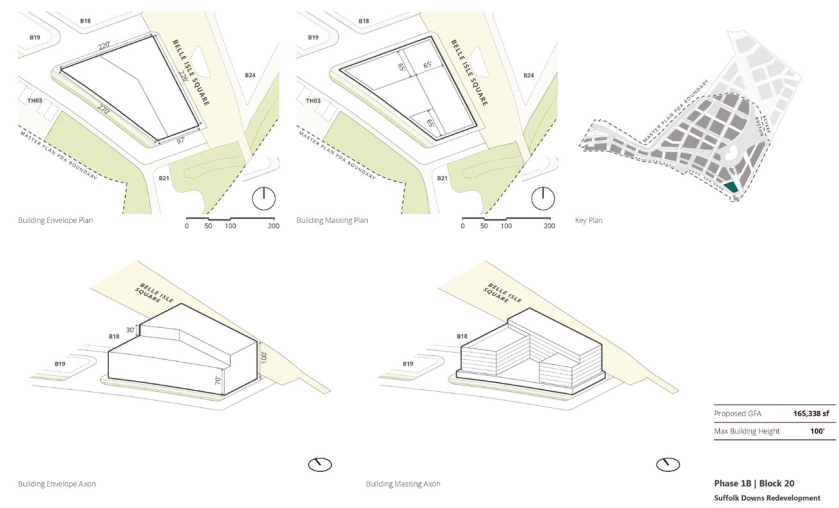 B18
B19
220'
BELLE ISLE SQUARE
226'
B24
TH03
270'
97'
MASTER PLAN PDA BOUNDARY
B21
Building Envelope Plan
0 50 100 200
B18
B19
65'
65'
BELLE ISLE SQUARE
B24
TH03
65'
MASTER PLAN PDA BOUNDARY
B21
Building Massing Plan
0 50 100 200
MASTER PLAN PDA BOUNDARY
REVERE
BOSTON
Key Plan
BELLE ISLE
SQUARE
30'
B18
B19
100'
70'
Building Envelope Axon
BELLE ISLE
SQUARE
B18
B19
Building Massing Axon
Proposed GFA 165,338 sf
Max Building Height 100'
Phase 1B | Block 20
Suffolk Downs Redevelopment